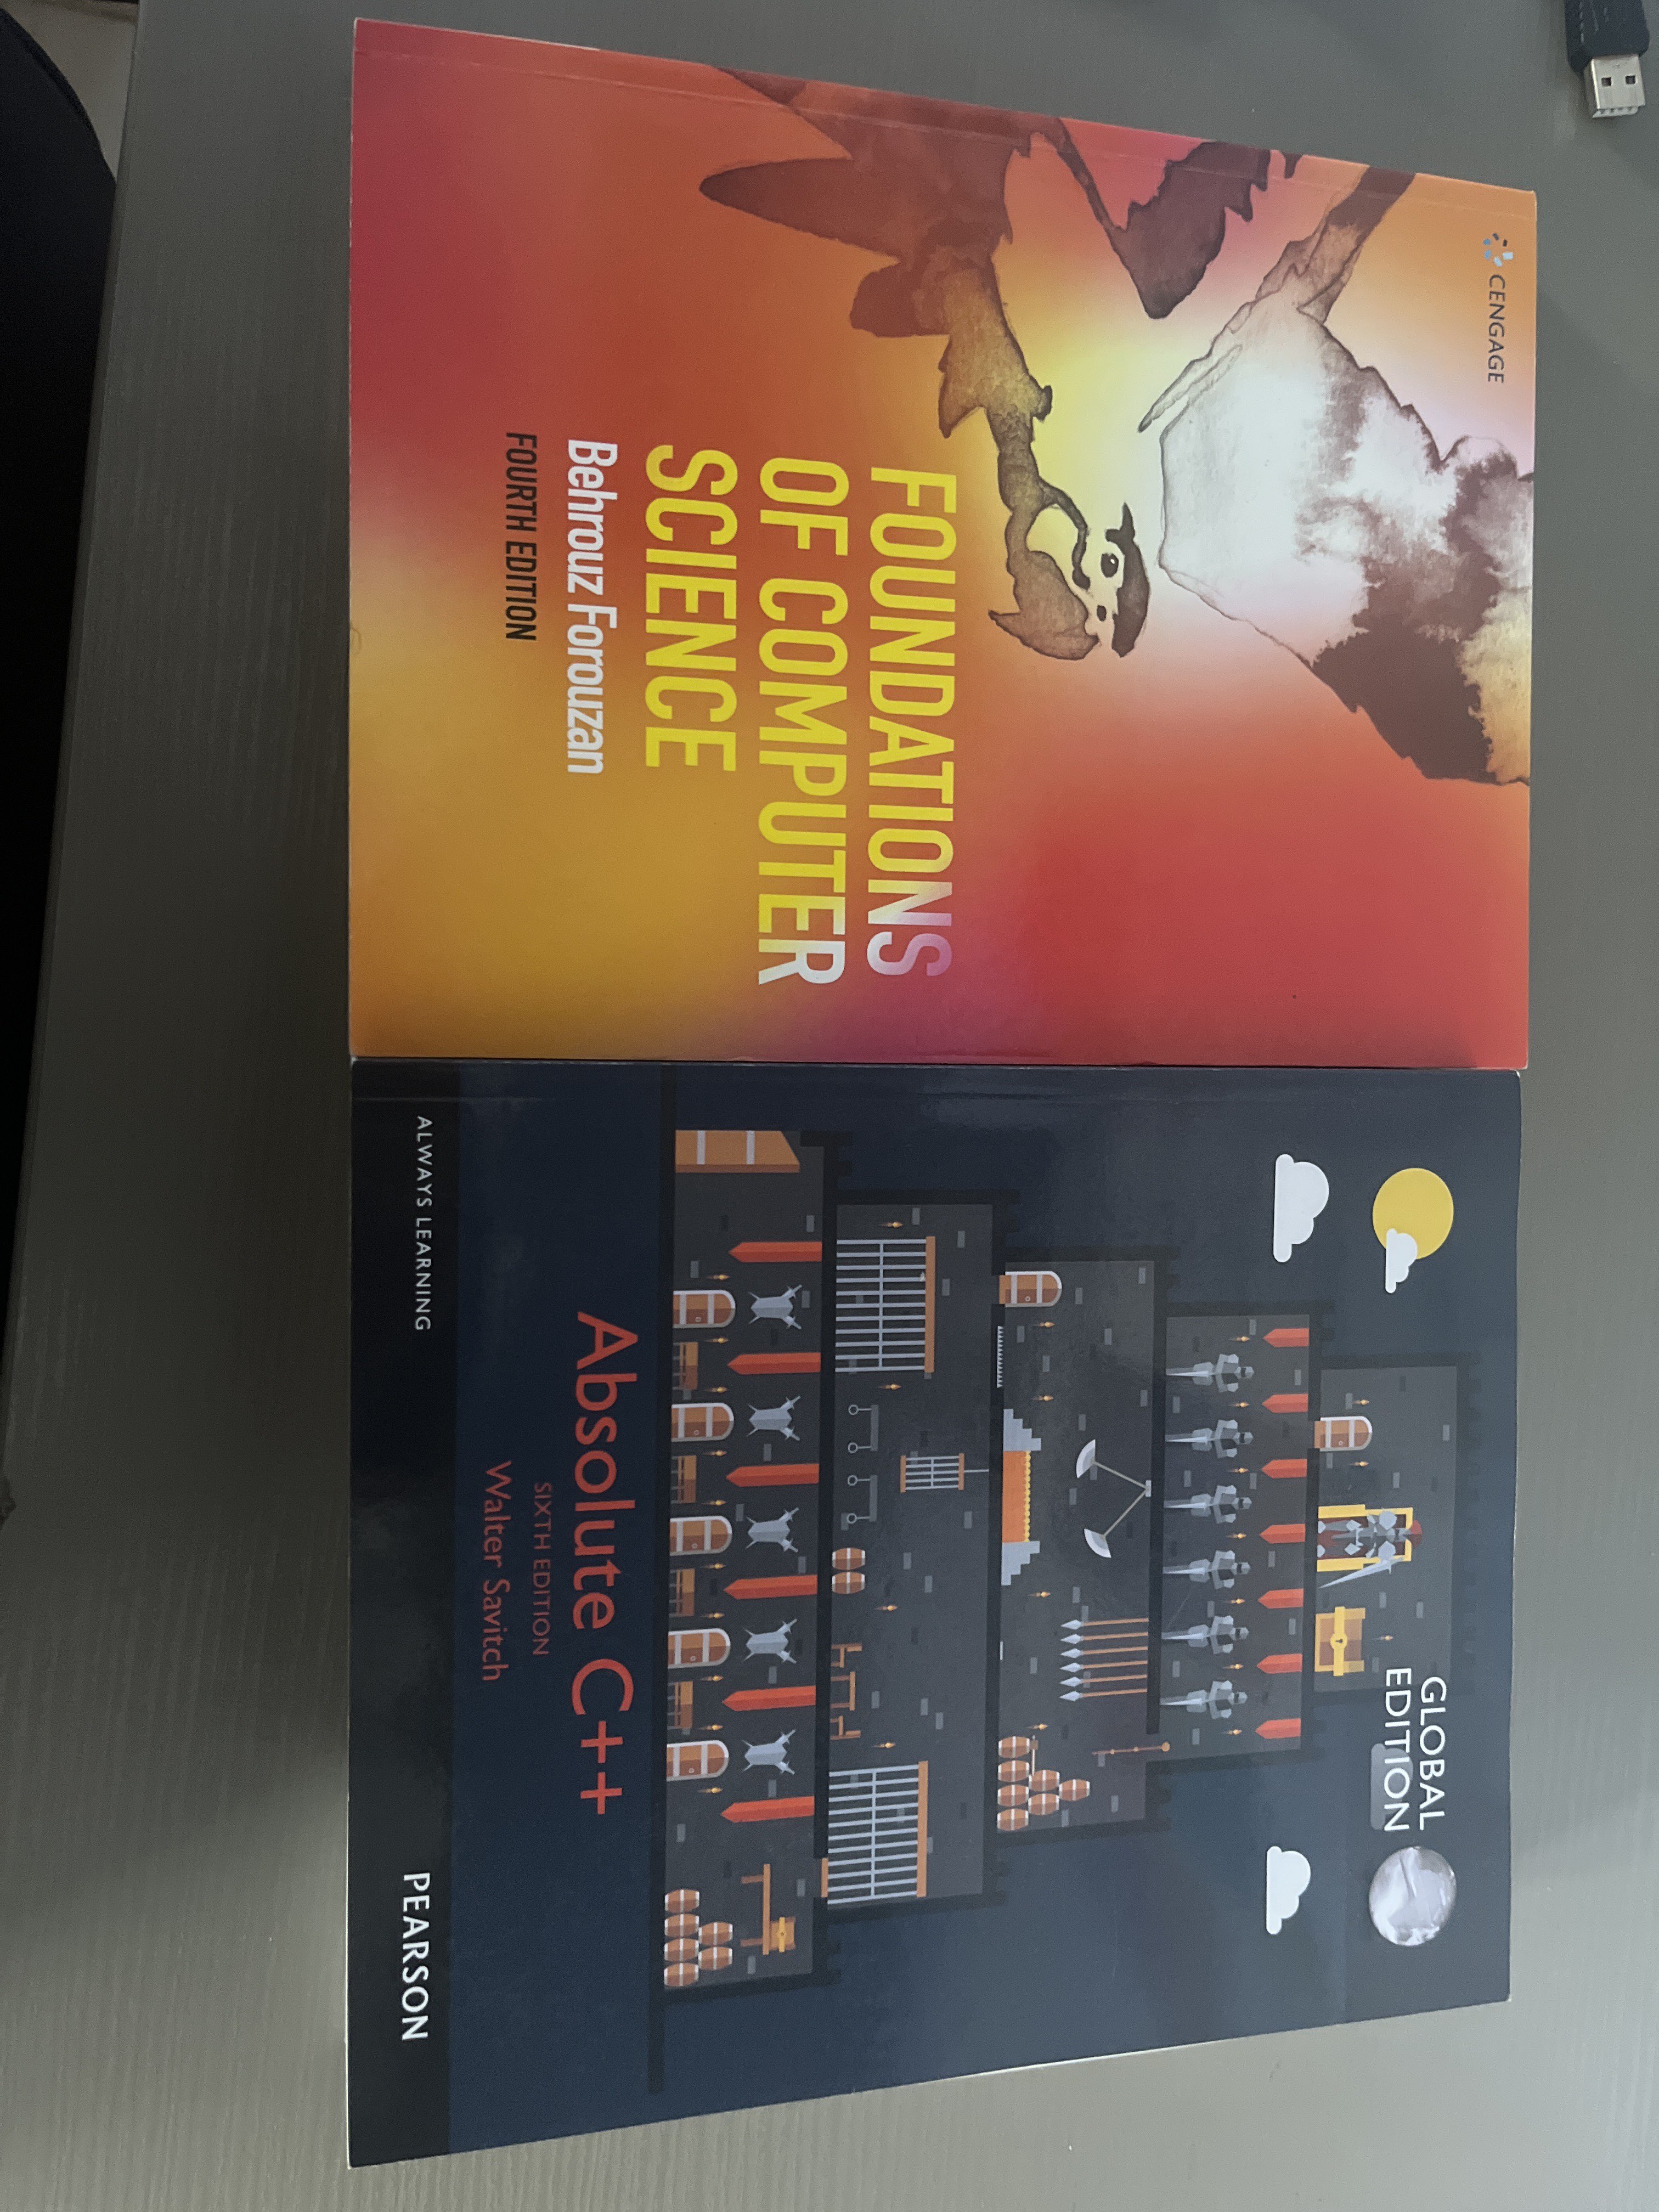 CENGAGE
FOUNDATIONS
OF COMPUTER
SCIENCE
Behrouz Forouzan
FOURTH EDITION
GLOBAL
EDITION
Absolute C++
SIXTH EDITION
Walter Savitch
ALWAYS LEARNING
PEARSON